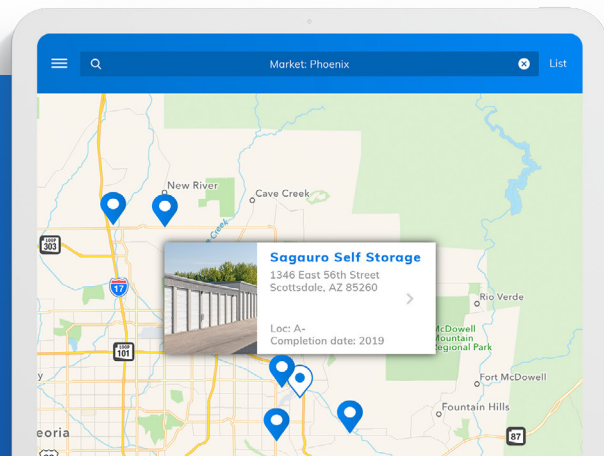 Market: Phoenix
List
New River
Cave Creek
Creek
LOOP
303
Sagauro Self Storage
1346 East 56th Street
Scottsdale, AZ 85260
17
Rio Verde
Loc: A-
Completion date: 2019
McDowell
Mountain
Regional Park
LOOP
101
Fort McDowell
y
Fountain Hills
eoria
87